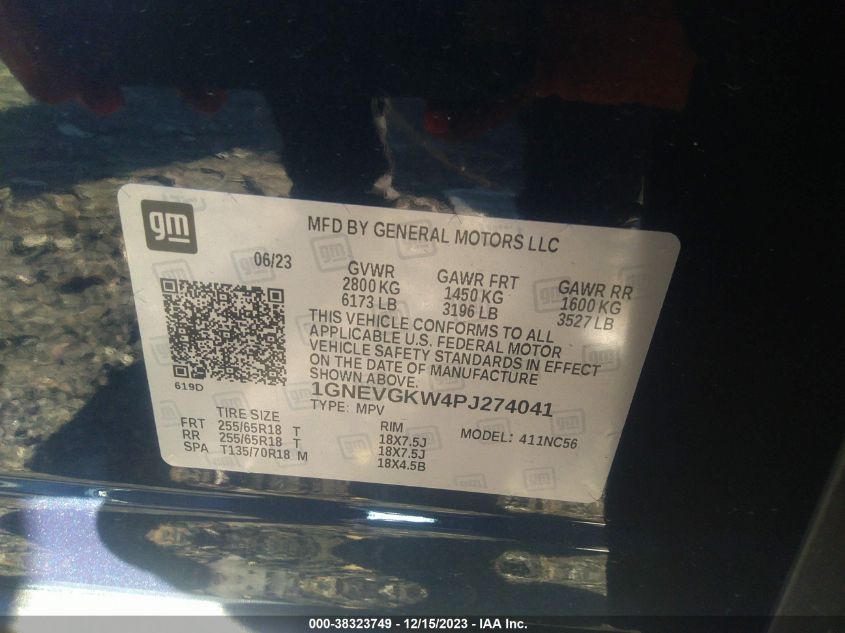 gm
MFD BY GENERAL MOTORS LLC
06/23
GVWR GAWR FRT GAWR RR
2800 KG 1450 KG 1600 KG
6173 LB 3196 LB 3527 LB
THIS VEHICLE CONFORMS TO ALL
APPLICABLE U.S. FEDERAL MOTOR
VEHICLE SAFETY STANDARDS IN EFFECT
ON THE DATE OF MANUFACTURE
SHOWN ABOVE.
619D
1GNEVGKW4PJ274041
TYPE: MPV MODEL: 411NC56
TIRE SIZE RIM
FRT 255/65R18 T 18X7.5J
RR 255/65R18 T 18X7.5J
SPA T135/70R18 M 18X4.5B
000-38323749 - 12/15/2023 - IAA Inc.